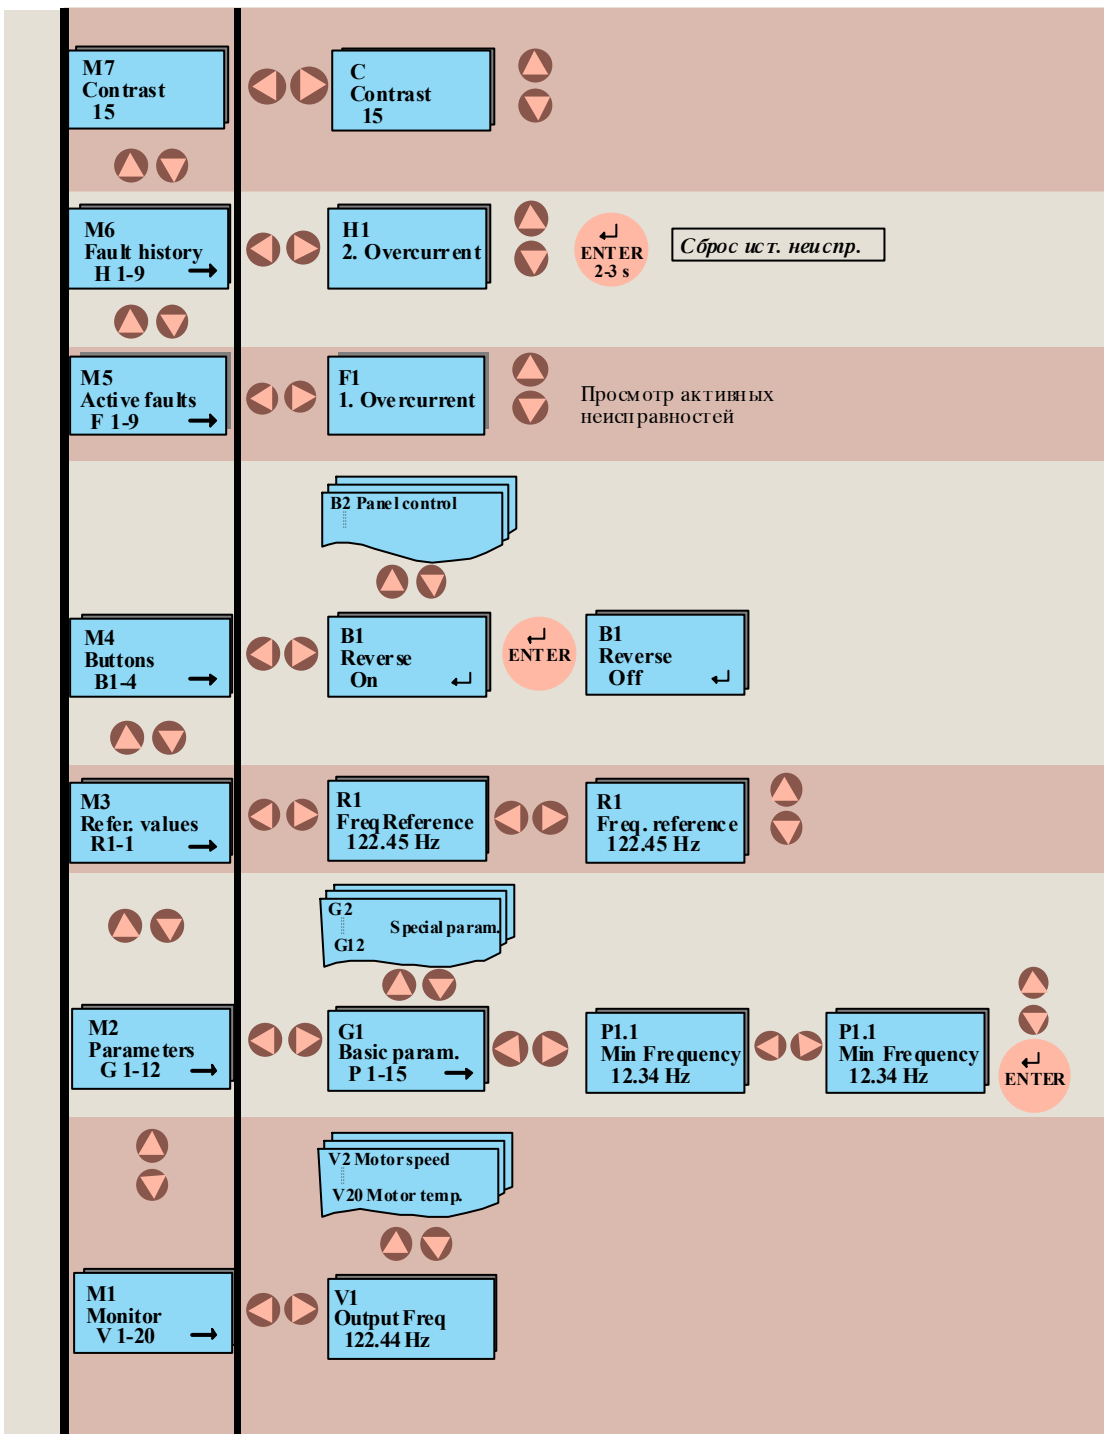 M7
Contrast
15
C
Contrast
15
M6
Fault history
H 1-9
H1
2. Overcurrent
ENTER
2-3 s
Сброс ист. неиспр.
M5
Active faults
F 1-9
F1
1. Overcurrent
Просмотр активных
неисправностей
B2 Panel control
M4
Buttons
B1-4
B1
Reverse
On
ENTER
B1
Reverse
Off
M3
Refer. values
R1-1
R1
Freq Reference
122.45 Hz
R1
Freq. reference
122.45 Hz
G2
Special param.
G12
M2
Parameters
G 1-12
G1
Basic param.
P 1-15
P1.1
Min Frequency
12.34 Hz
P1.1
Min Frequency
12.34 Hz
ENTER
V2 Motor speed
V20 Motor temp.
M1
Monitor
V 1-20
V1
Output Freq
122.44 Hz